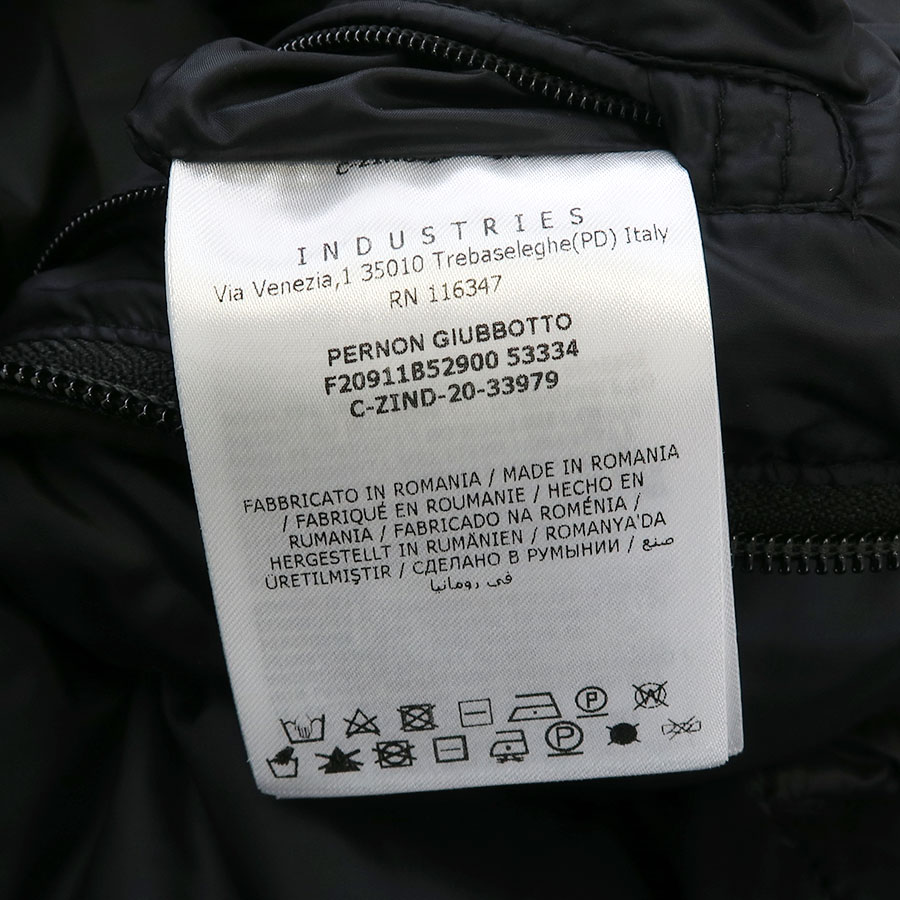 INDUSTRIES
Via Venezia,1 35010 Trebaseleghe(PD) Italy
RN 116347
PERNON GIUBBOTTO
F20911B52900 53334
C-ZIND-20-33979
FABBRICATO IN ROMANIA / MADE IN ROMANIA
/ FABRIQUÉ EN ROUMANIE / HECHO EN
RUMANIA / FABRICADO NA ROMÉNIA /
HERGESTELLT IN RUMÄNIEN / ROMANYA'DA
ÜRETILMIŞTIR / СДЕЛАНО В РУМЫНИИ / صنع
في رومانيا
P W
P